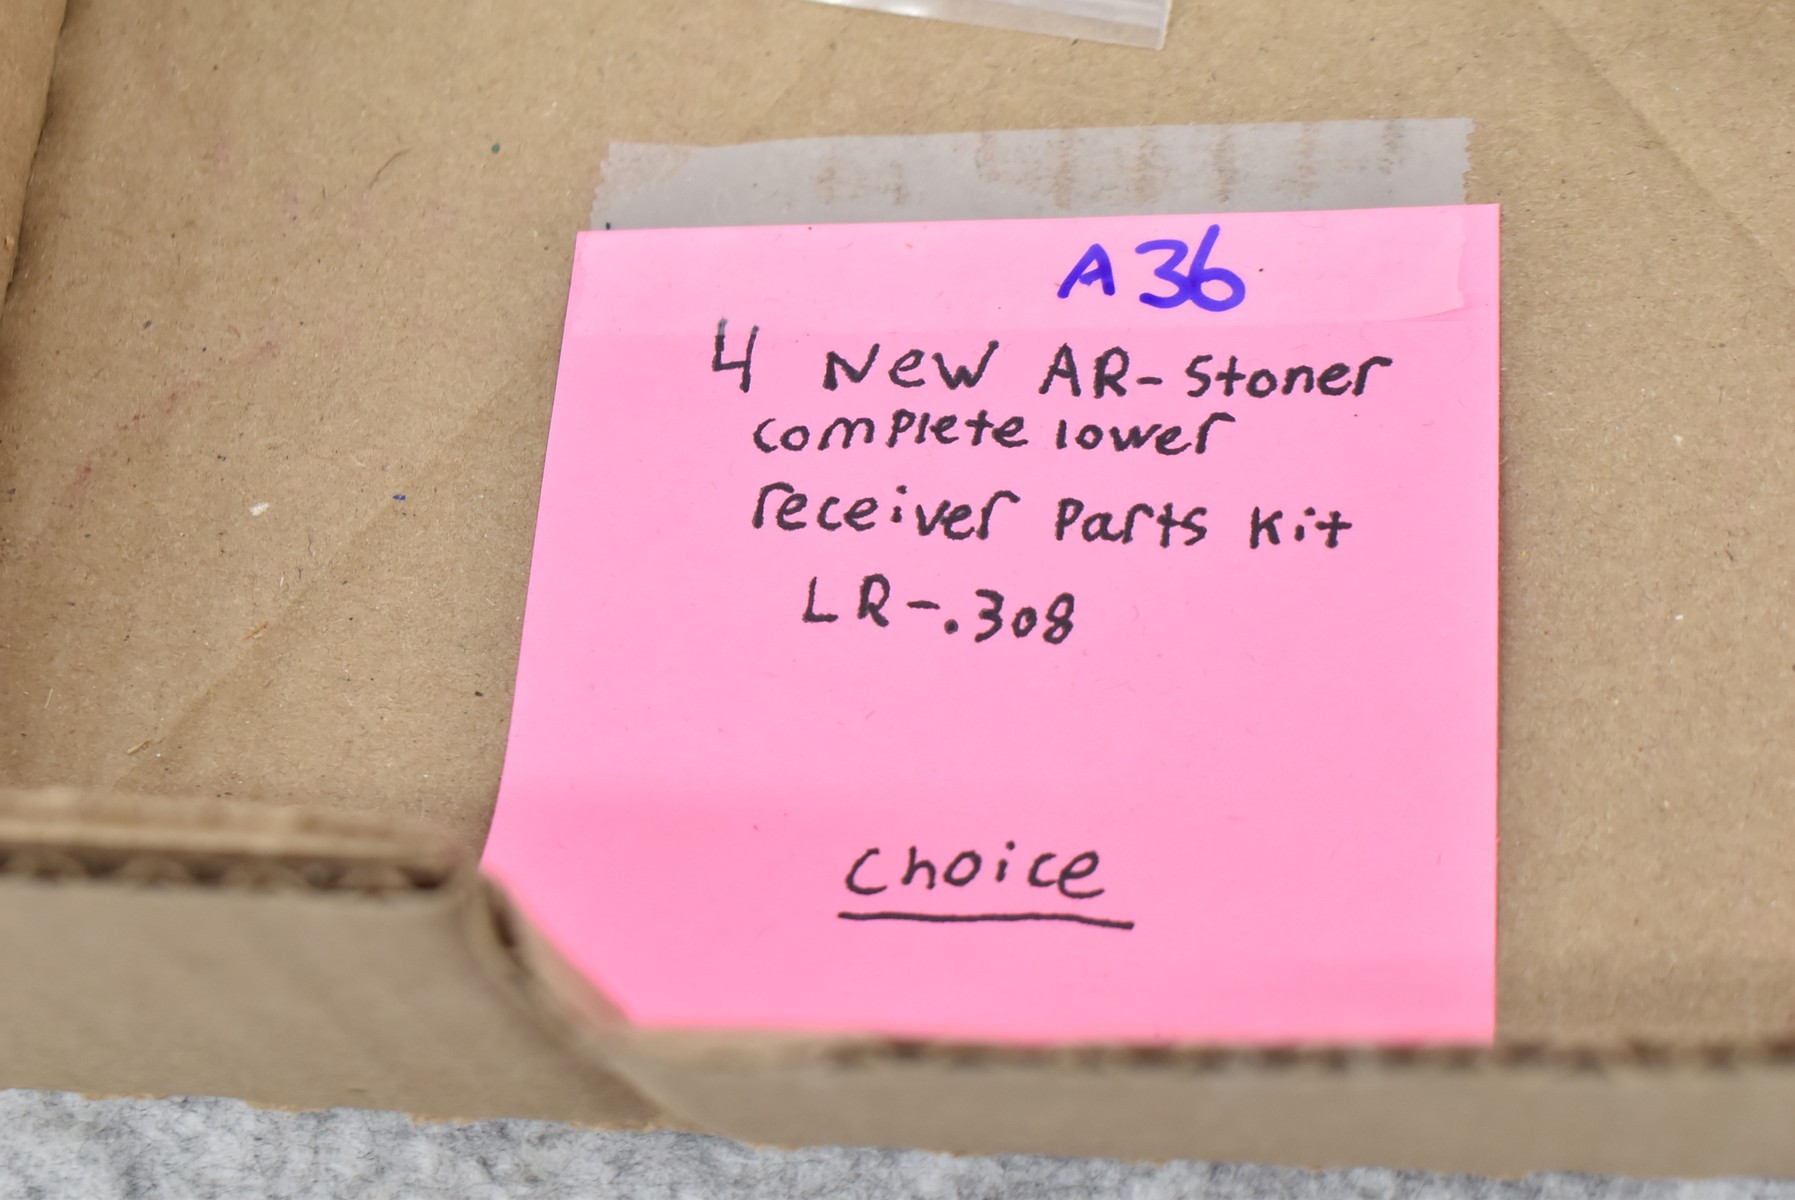 A36
4 New AR-Stoner
complete lower
receiver Parts Kit
LR-.308
choice